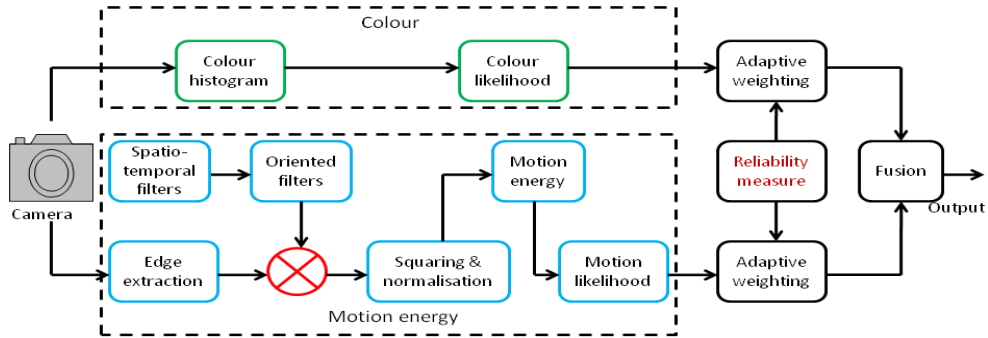 Colour
Colour
histogram
Colour
likelihood
Adaptive
weighting
Camera
Spatio-
temporal
filters
Oriented
filters
Motion
energy
Reliability
measure
Fusion
Output
Edge
extraction
Squaring &
normalisation
Motion
likelihood
Adaptive
weighting
Motion energy